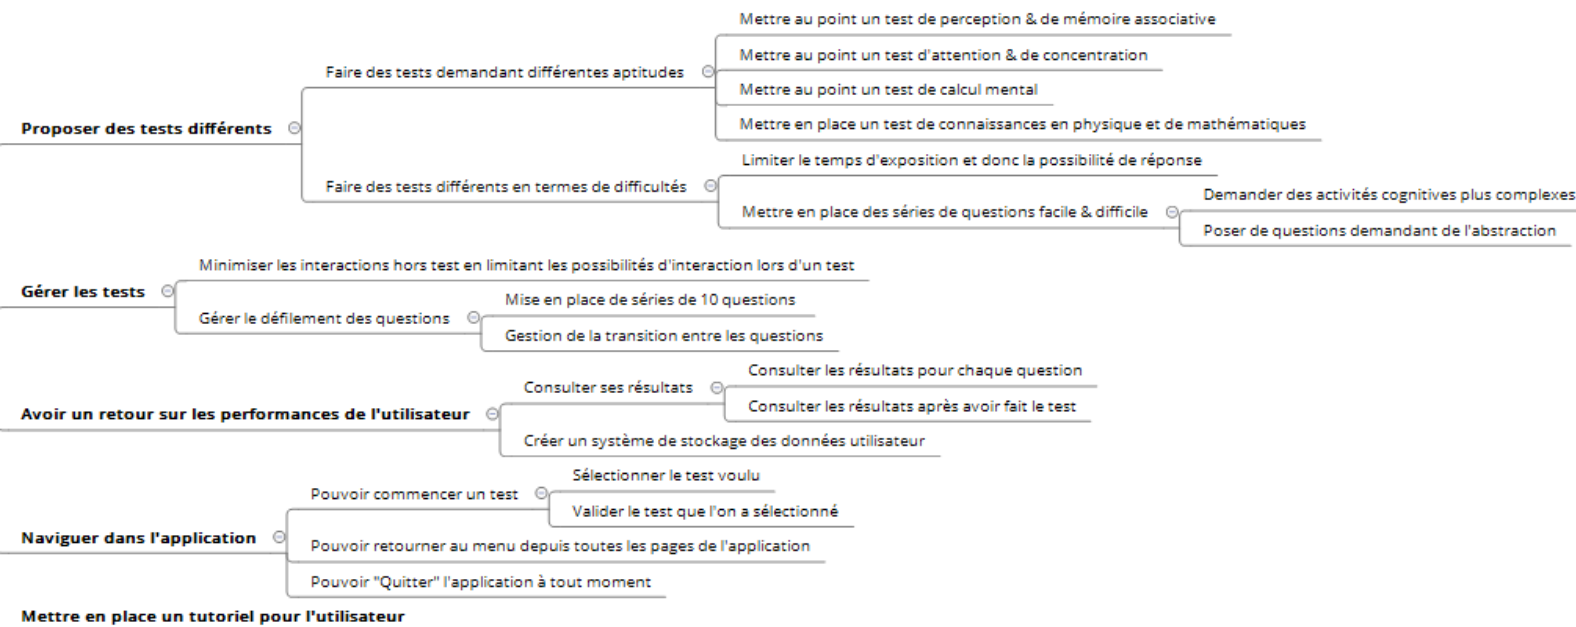 Proposer des tests différents
Faire des tests demandant différentes aptitudes
Mettre au point un test de perception & de mémoire associative
Mettre au point un test d'attention & de concentration
Mettre au point un test de calcul mental
Mettre en place un test de connaissances en physique et de mathématiques
Faire des tests différents en termes de difficultés
Limiter le temps d'exposition et donc la possibilité de réponse
Mettre en place des séries de questions facile & difficile
Demander des activités cognitives plus complexes
Poser de questions demandant de l'abstraction
Gérer les tests
Minimiser les interactions hors test en limitant les possibilités d'interaction lors d'un test
Gérer le défilement des questions
Mise en place de séries de 10 questions
Gestion de la transition entre les questions
Avoir un retour sur les performances de l'utilisateur
Consulter ses résultats
Consulter les résultats pour chaque question
Consulter les résultats après avoir fait le test
Créer un système de stockage des données utilisateur
Naviguer dans l'application
Pouvoir commencer un test
Sélectionner le test voulu
Valider le test que l'on a sélectionné
Pouvoir retourner au menu depuis toutes les pages de l'application
Pouvoir "Quitter" l'application à tout moment
Mettre en place un tutoriel pour l'utilisateur